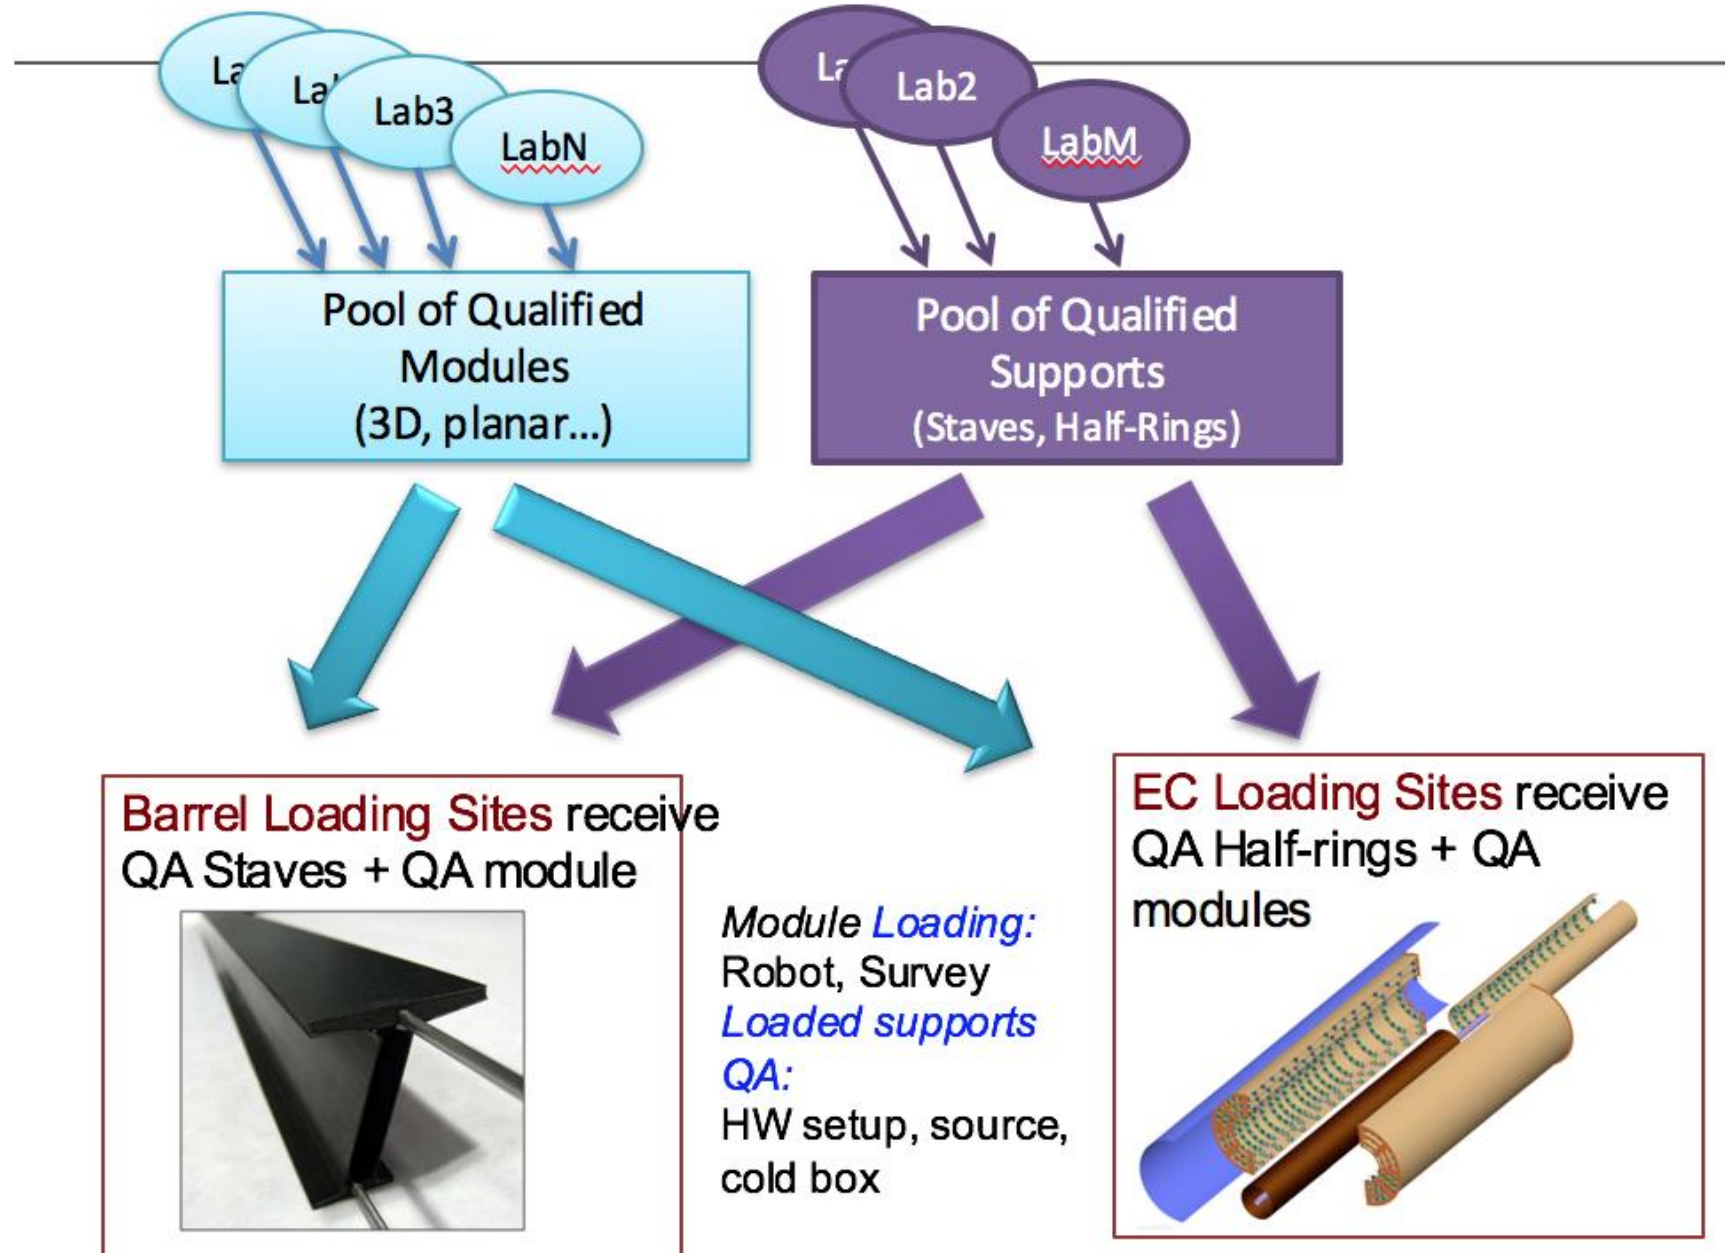 Lab3
LabN
Lab2
LabM
Pool of Qualified
Modules
(3D, planar...)
Pool of Qualified
Supports
(Staves, Half-Rings)
Barrel Loading Sites receive
QA Staves + QA module
Module Loading:
Robot, Survey
Loaded supports
QA:
HW setup, source,
cold box
EC Loading Sites receive
QA Half-rings + QA
modules